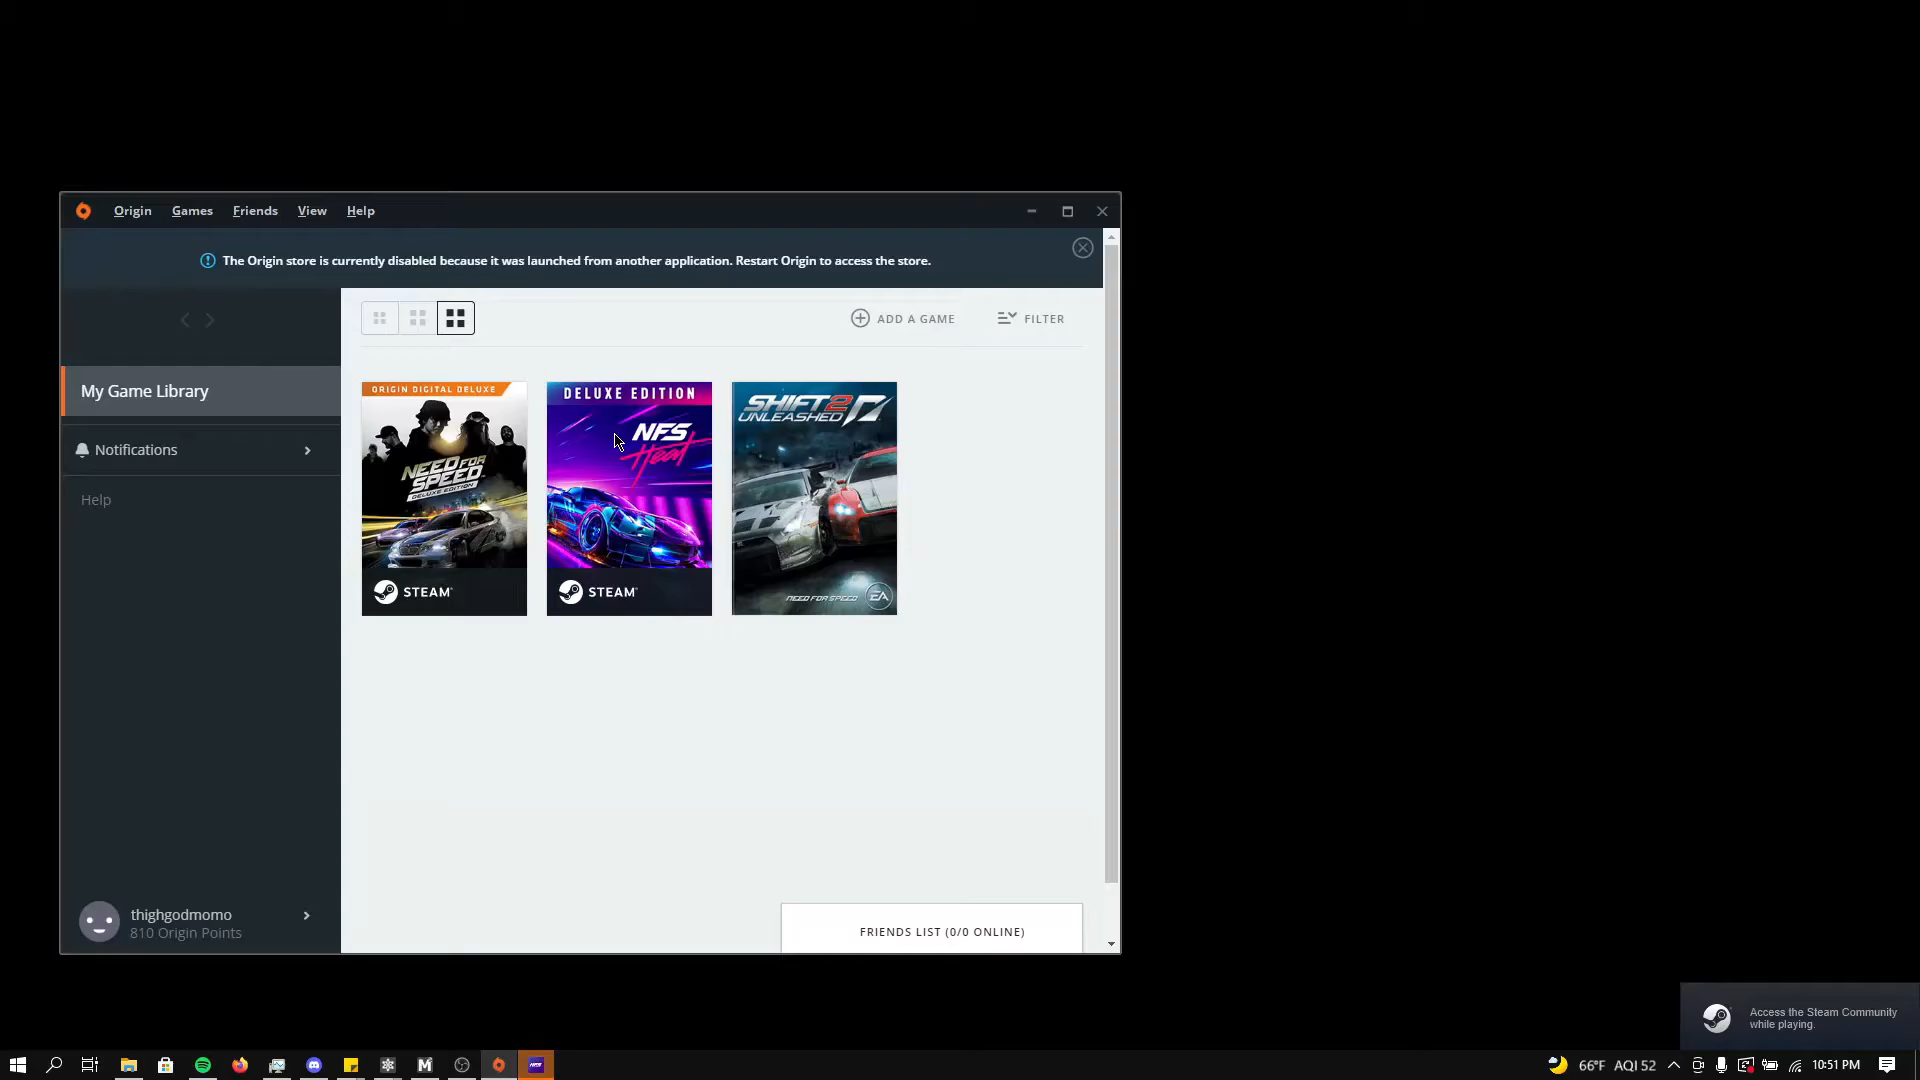 Origin Games Friends View Help
The Origin store is currently disabled because it was launched from another application. Restart Origin to access the store.
ADD A GAME FILTER
My Game Library
Notifications
Help
ORIGIN DIGITAL DELUXE
NEED FOR
SPEED
DELUXE EDITION
STEAM
DELUXE EDITION
NFS
Heat
STEAM
SHIFT 2
UNLEASHED
NEED FOR SPEED
EA
thighgodmomo
810 Origin Points
FRIENDS LIST (0/0 ONLINE)
Access the Steam Community
while playing.
M
NFS
66°F AQI 52
10:51 PM